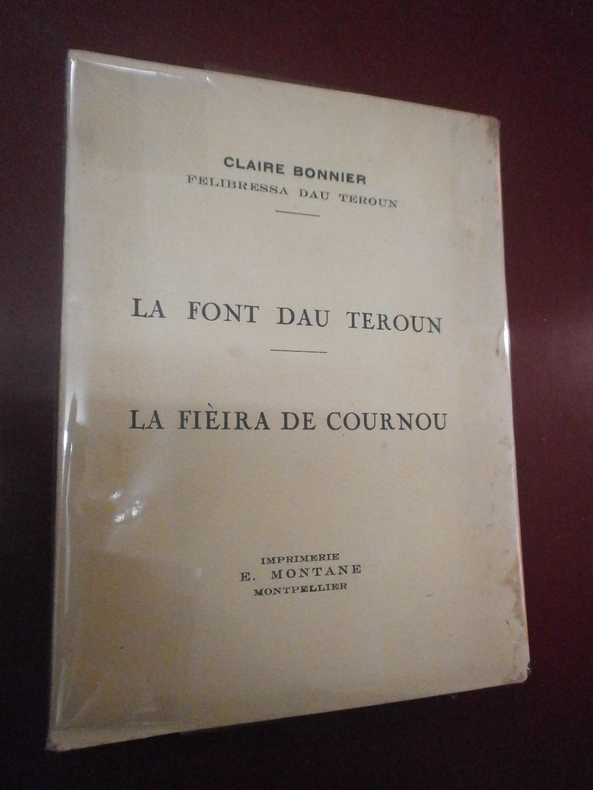 CLAIRE BONNIER
FELIBRESSA DAU TEROUN
LA FONT DAU TEROUN
LA FIÈIRA DE COURNOU
IMPRIMERIE
E. MONTANE
MONTPELLIER